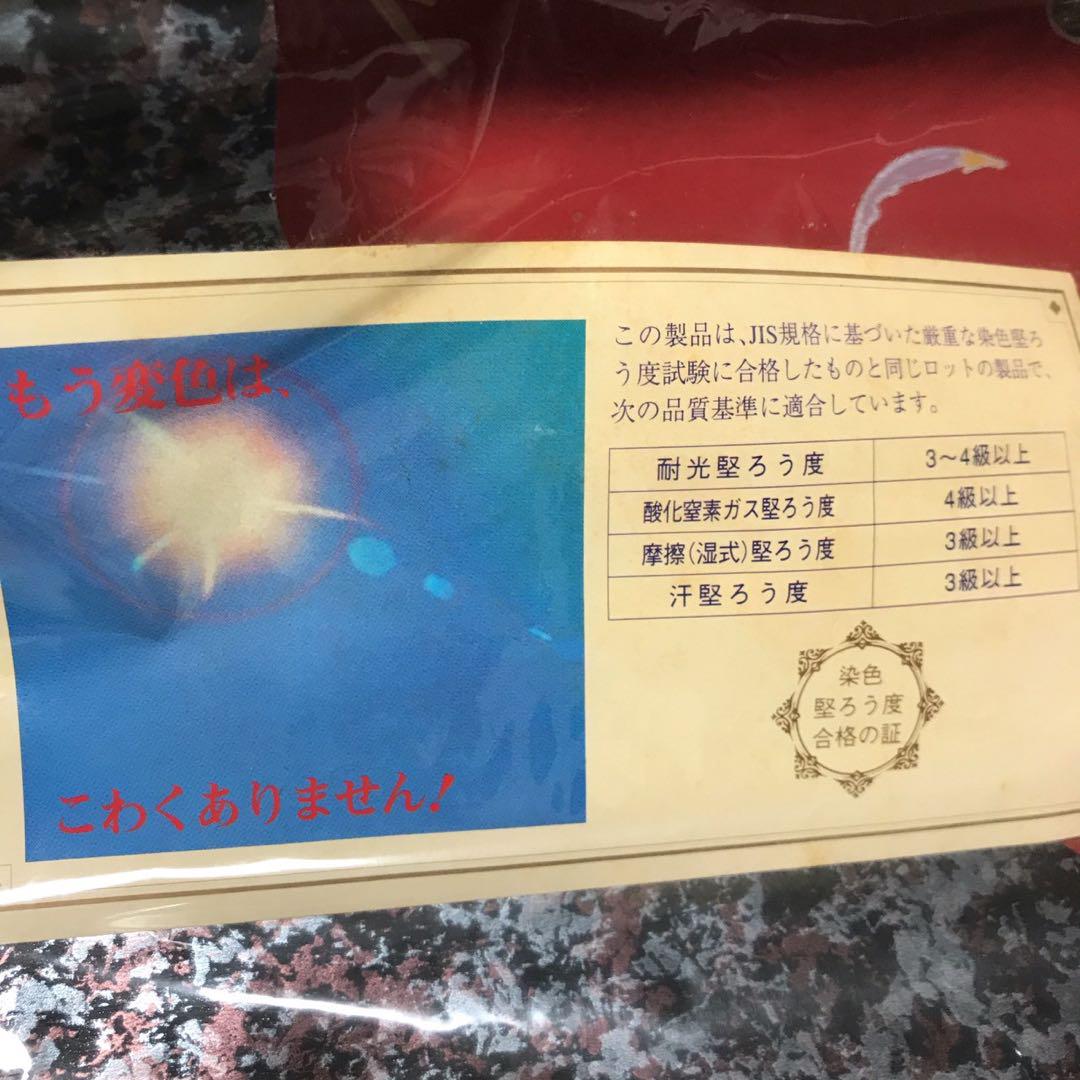 もう変色は、
こわくありません!
この製品は、JIS規格に基づいた厳重な染色堅ろ
う度試験に合格したものと同じロットの製品で、
次の品質基準に適合しています。
耐光堅ろう度 3〜4級以上
酸化窒素ガス堅ろう度 4級以上
摩擦(湿式)堅ろう度 3級以上
汗堅ろう度 3級以上
染色
堅ろう度
合格の証